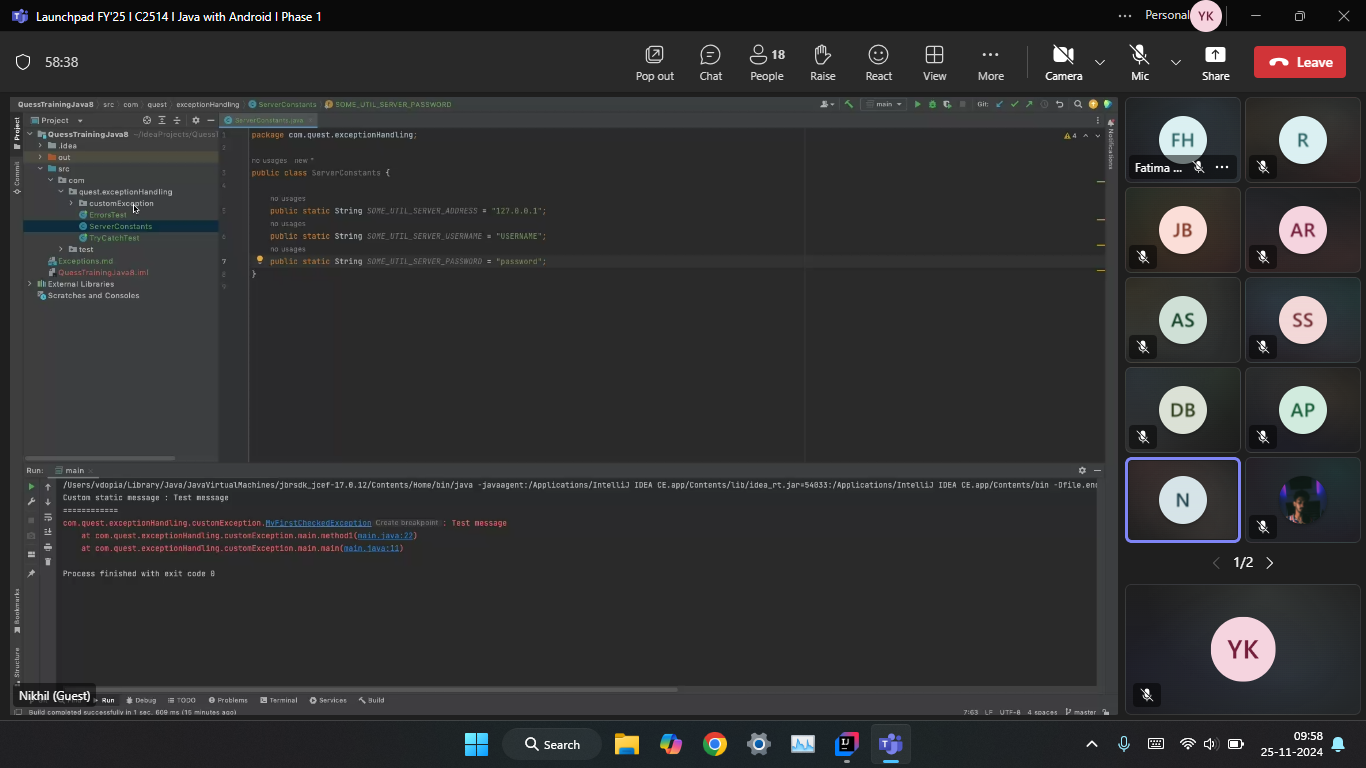 Launchpad FY'25 | C2514 | Java with Android | Phase 1
Personal
YK
58:38
Pop out
Chat
18
People
Raise
React
View
More
Camera
Mic
Share
Leave
QuessTrainingJava8 src com quest exceptionHandling ServerConstants SOME_UTIL_SERVER_PASSWORD
main
Git:
Project
ServerConstants.java
QuessTrainingJava8 ~/IdeaProjects/QuessT
.idea
out
src
com
quest.exceptionHandling
customException
ErrorsTest
ServerConstants
TryCatchTest
test
Exceptions.md
QuessTrainingJava8.iml
External Libraries
Scratches and Consoles
Project
Commit
Notifications
4
1 package com.quest.exceptionHandling;
2
no usages new *
3 public class ServerConstants {
4
no usages
5 public static String SOME_UTIL_SERVER_ADDRESS = "127.0.0.1";
no usages
6 public static String SOME_UTIL_SERVER_USERNAME = "USERNAME";
no usages
7 public static String SOME_UTIL_SERVER_PASSWORD = "password";
8 }
9
Run: main
/Users/vdopia/Library/Java/JavaVirtualMachines/jbrsdk_jcef-17.0.12/Contents/Home/bin/java -javaagent:/Applications/IntelliJ IDEA CE.app/Contents/lib/idea_rt.jar=54033:/Applications/IntelliJ IDEA CE.app/Contents/bin -Dfile.enc
Custom static message : Test message
============
com.quest.exceptionHandling.customException.MyFirstCheckedException Create breakpoint : Test message
at com.quest.exceptionHandling.customException.main.method1(main.java:22)
at com.quest.exceptionHandling.customException.main.main(main.java:11)
Process finished with exit code 0
Bookmarks
Structure
Nikhil (Guest)
Run
Debug
TODO
Problems
Terminal
Services
Build
Build completed successfully in 1 sec, 609 ms (15 minutes ago)
7:63 LF UTF-8 4 spaces master
FH
Fatima ...
R
JB
AR
AS
SS
DB
AP
N
1/2
YK
Search
09:58
25-11-2024